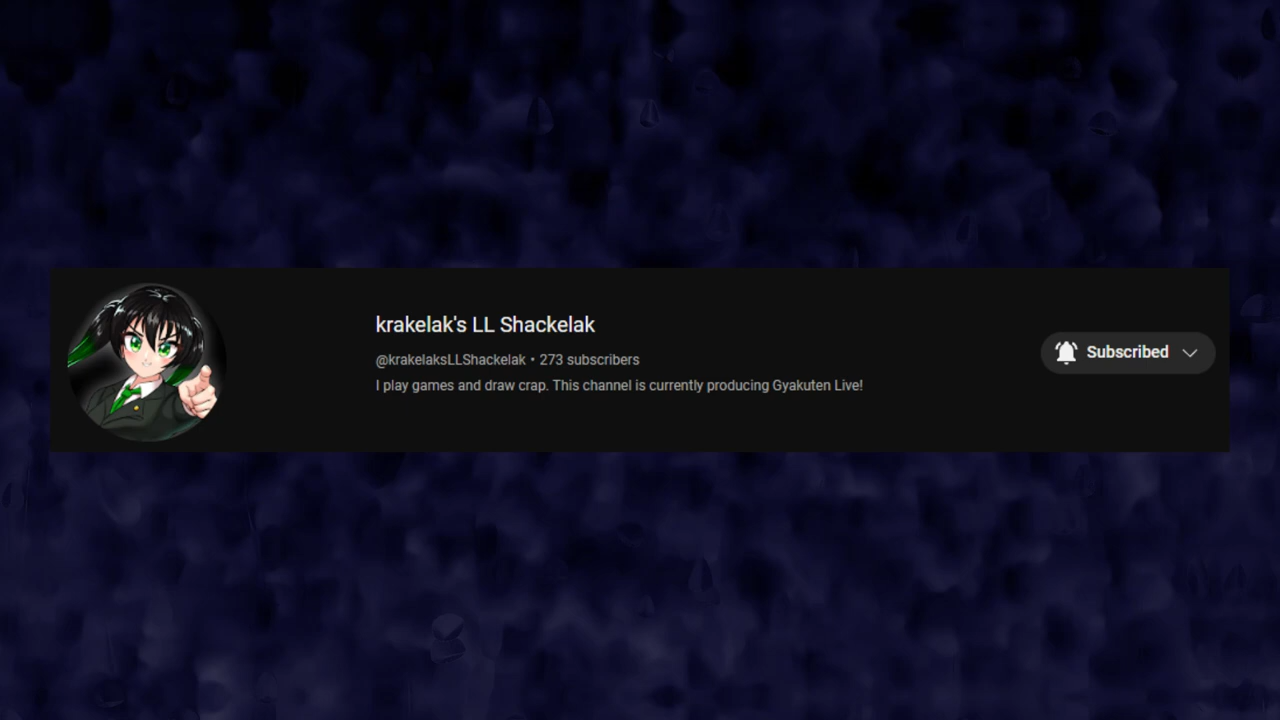 krakelak's LL Shackelak
@krakelaksLLShackelak • 273 subscribers
I play games and draw crap. This channel is currently producing Gyakuten Live!
Subscribed